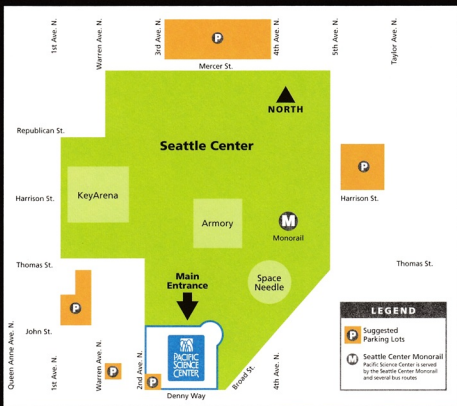 1st Ave. N.
Warren Ave. N.
3rd Ave. N.
4th Ave. N.
5th Ave. N.
Taylor Ave. N.
P
Mercer St.
NORTH
Republican St.
Seattle Center
P
Harrison St.
KeyArena
Harrison St.
Armory
M
Monorail
Thomas St.
Thomas St.
Main
Entrance
Space
Needle
P
John St.
Queen Anne Ave. N.
1st Ave. N.
Warren Ave. N.
P
2nd Ave. N.
P
PACIFIC
SCIENCE
CENTER
Denny Way
Broad St.
4th Ave. N.
LEGEND
P
Suggested
Parking Lots
M
Seattle Center Monorail
Pacific Science Center is served
by the Seattle Center Monorail
and several bus routes